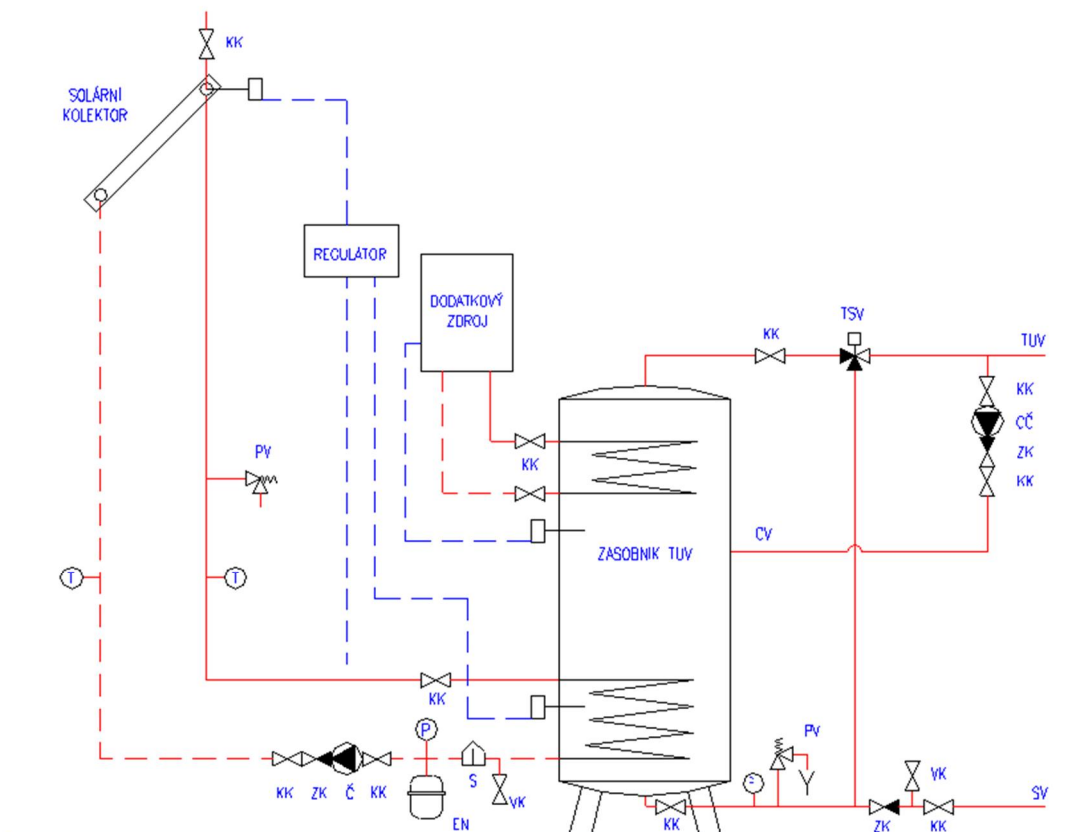 KK
SOLÁRNÍ
KOLEKTOR
REGULÁTOR
DODATKOVÝ
ZDROJ
TSV
KK
TUV
KK
CČ
ZK
KK
PV
KK
CV
ZASOBNIK TUV
T
T
KK
P
PV
S
VK
VK
KK
ZK
Č
KK
EN
KK
ZK
KK
SV